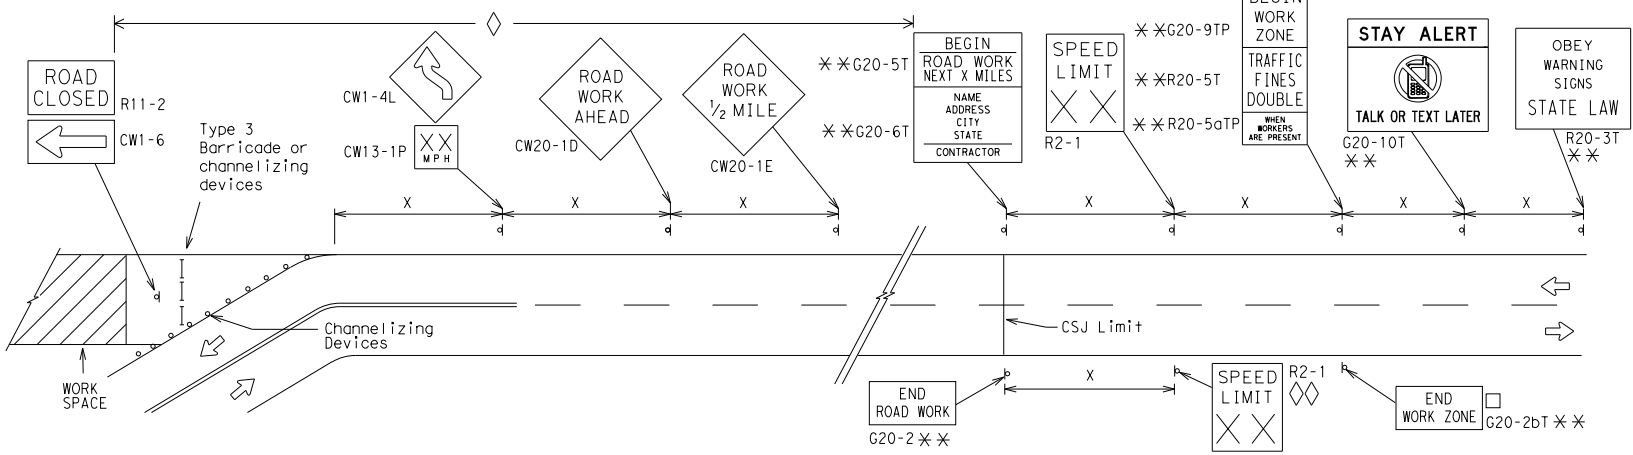 ROAD
CLOSED
R11-2
CW1-6
Type 3
Barricade or
channelizing
devices
CW1-4L
CW13-1P
XX
MPH
ROAD
WORK
AHEAD
CW20-1D
ROAD
WORK
1/2 MILE
CW20-1E
G20-5T
G20-6T
BEGIN
ROAD WORK
NEXT X MILES
NAME
ADDRESS
CITY
STATE
CONTRACTOR
SPEED
LIMIT
X X
R2-1
G20-9TP
R20-5T
R20-5aTP
BEGIN
WORK
ZONE
TRAFFIC
FINES
DOUBLE
WHEN
WORKERS
ARE PRESENT
STAY ALERT
TALK OR TEXT LATER
G20-10T
OBEY
WARNING
SIGNS
STATE LAW
R20-3T
X
X
X
X
X
X
X
Channelizing
Devices
WORK
SPACE
CSJ Limit
X
END
ROAD WORK
G20-2
SPEED
LIMIT
X X
R2-1
END
WORK ZONE
G20-2bT